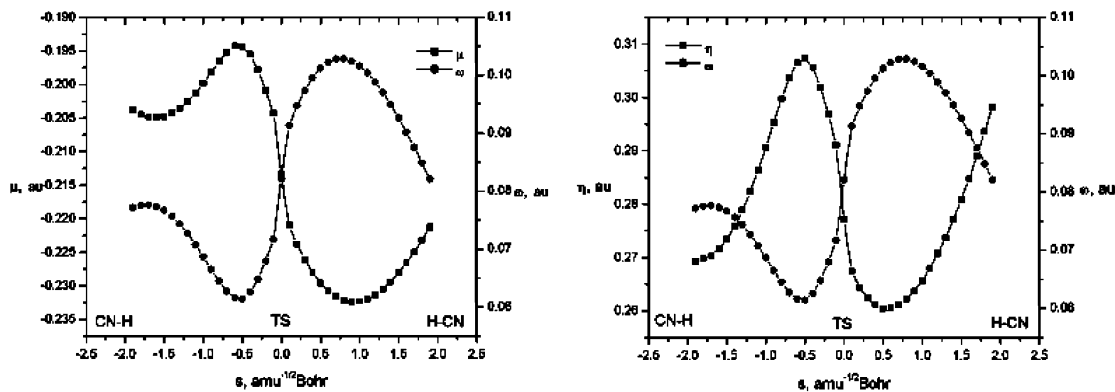 -0.190
-0.195
-0.200
-0.205
-0.210
-0.215
-0.220
-0.225
-0.230
-0.235
μ, au
μ
ω
0.11
0.10
0.09
0.08
0.07
0.06
ω, au
CN-H TS H-CN
-2.5 -2.0 -1.5 -1.0 -0.5 0.0 0.5 1.0 1.5 2.0 2.5
s, amu⁻¹/²Bohr
0.31
0.30
0.29
0.28
0.27
0.26
η, au
η
ω
0.11
0.10
0.09
0.08
0.07
0.06
ω, au
CN-H TS H-CN
-2.5 -2.0 -1.5 -1.0 -0.5 0.0 0.5 1.0 1.5 2.0 2.5
s, amu⁻¹/²Bohr